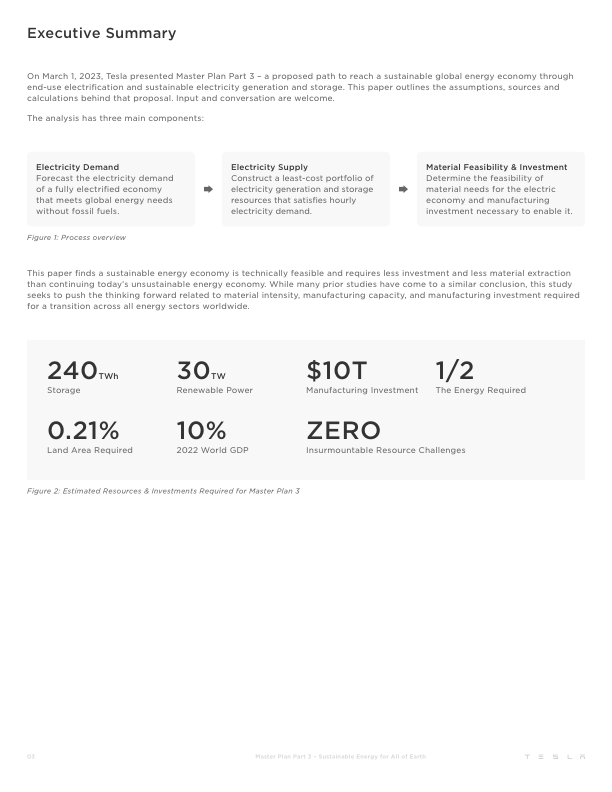 Executive Summary
On March 1, 2023, Tesla presented Master Plan Part 3 – a proposed path to reach a sustainable global energy economy through
end-use electrification and sustainable electricity generation and storage. This paper outlines the assumptions, sources and
calculations behind that proposal. Input and conversation are welcome.
The analysis has three main components:
Electricity Demand
Forecast the electricity demand
of a fully electrified economy
that meets global energy needs
without fossil fuels.
Electricity Supply
Construct a least-cost portfolio of
electricity generation and storage
resources that satisfies hourly
electricity demand.
Material Feasibility & Investment
Determine the feasibility of
material needs for the electric
economy and manufacturing
investment necessary to enable it.
Figure 1: Process overview
This paper finds a sustainable energy economy is technically feasible and requires less investment and less material extraction
than continuing today's unsustainable energy economy. While many prior studies have come to a similar conclusion, this study
seeks to push the thinking forward related to material intensity, manufacturing capacity, and manufacturing investment required
for a transition across all energy sectors worldwide.
240 TWh
Storage
30 TW
Renewable Power
$10T
Manufacturing Investment
1/2
The Energy Required
0.21%
Land Area Required
10%
2022 World GDP
ZERO
Insurmountable Resource Challenges
Figure 2: Estimated Resources & Investments Required for Master Plan 3
03
Master Plan Part 3 – Sustainable Energy for All of Earth
TESLA